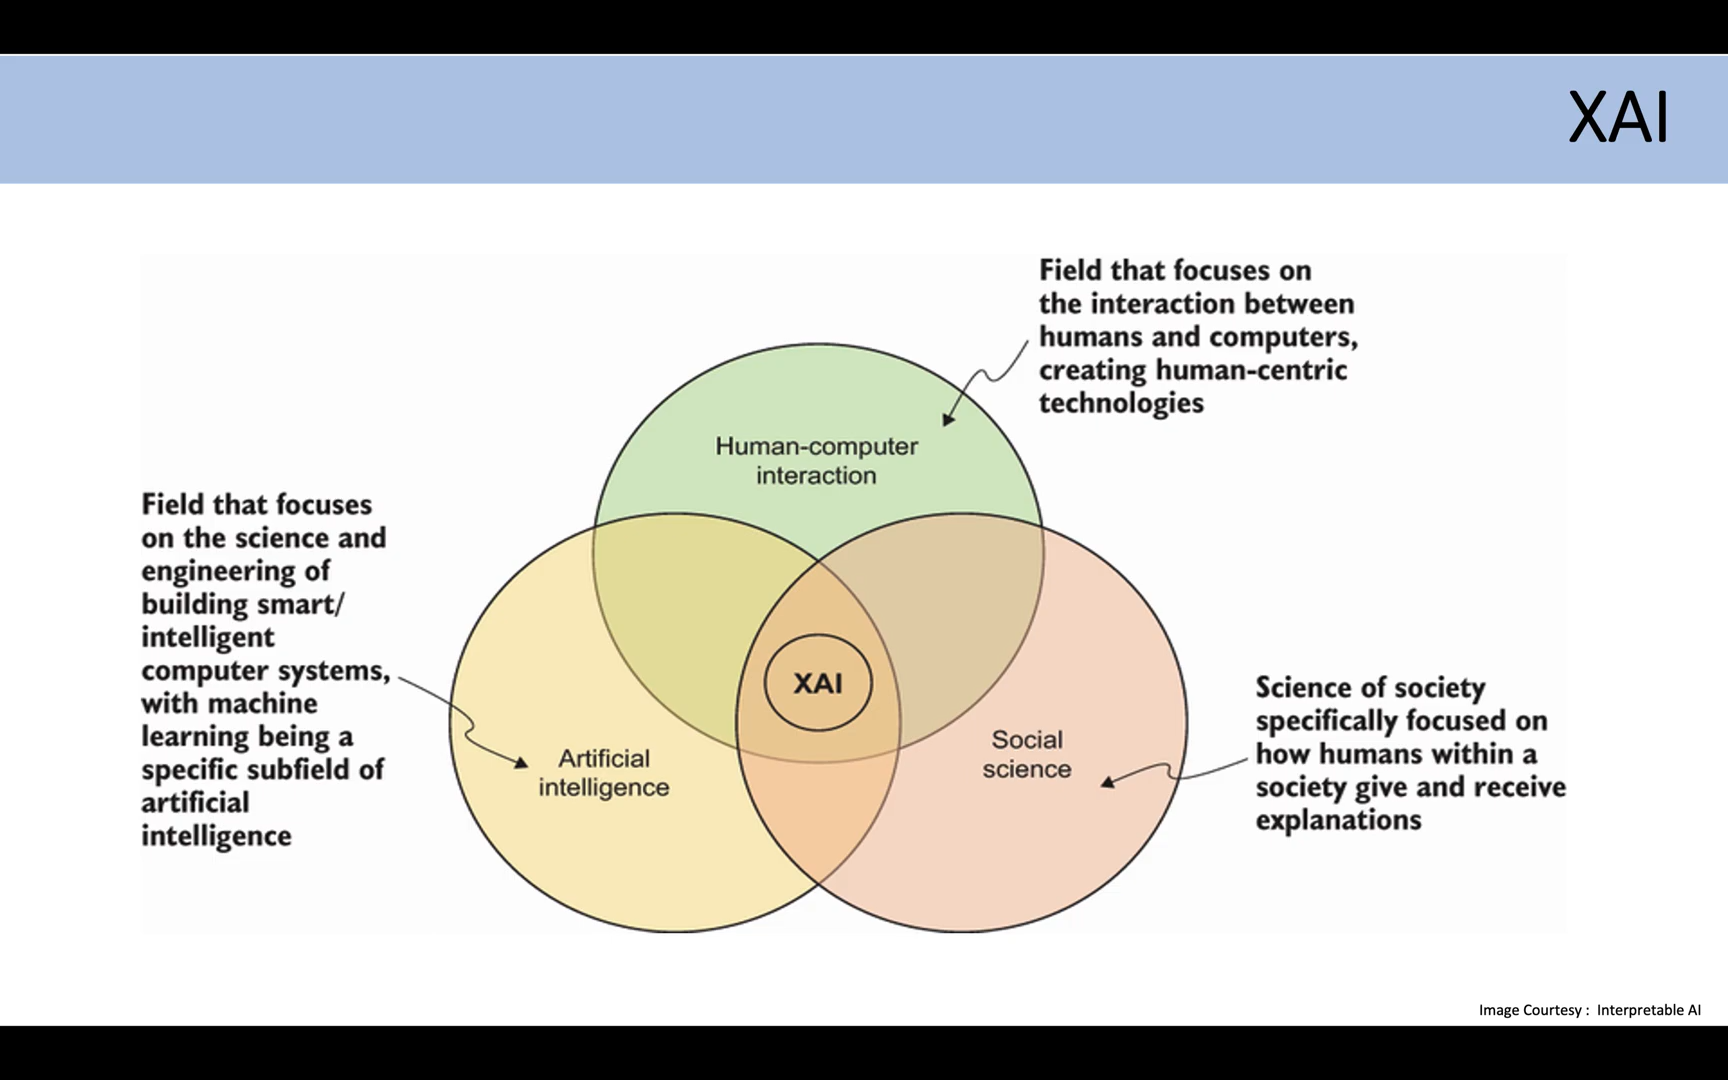 XAI
Field that focuses on
the interaction between
humans and computers,
creating human-centric
technologies
Human-computer
interaction
Field that focuses
on the science and
engineering of
building smart/
intelligent
computer systems,
with machine
learning being a
specific subfield of
artificial
intelligence
XAI
Artificial
intelligence
Social
science
Science of society
specifically focused on
how humans within a
society give and receive
explanations
Image Courtesy : Interpretable AI